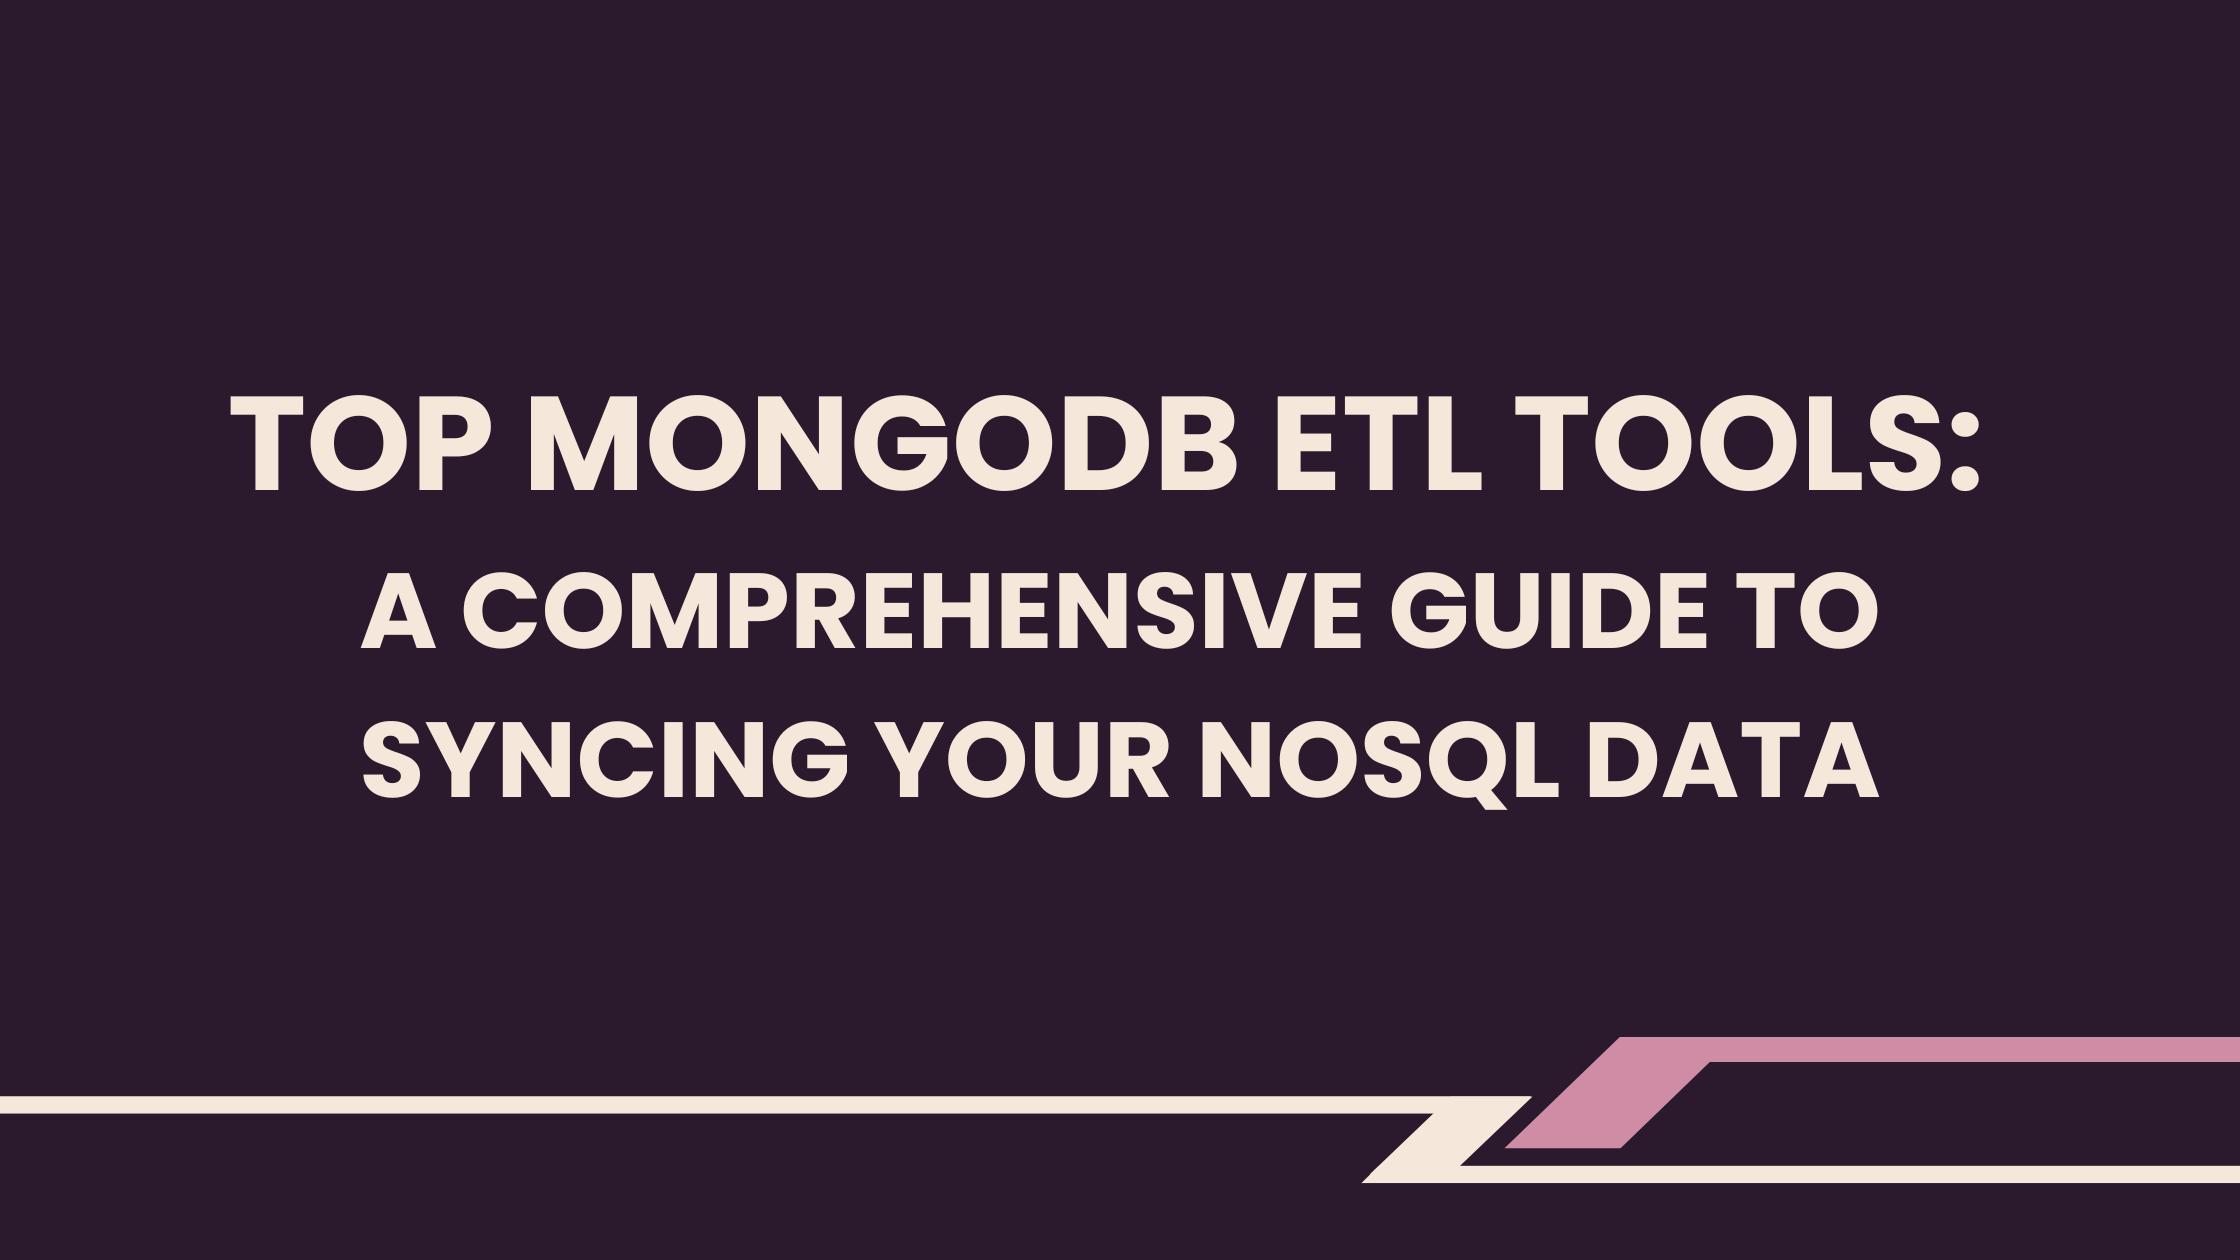 TOP MONGODB ETL TOOLS:
A COMPREHENSIVE GUIDE TO
SYNCING YOUR NOSQL DATA